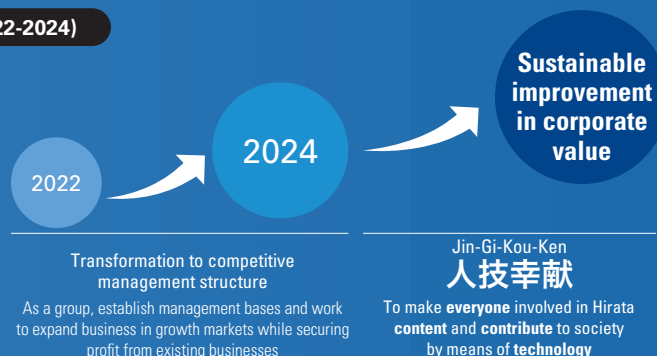 22-2024)
Sustainable
improvement
in corporate
value
2024
2022
Transformation to competitive
management structure
As a group, establish management bases and work
to expand business in growth markets while securing
profit from existing businesses
Jin-Gi-Kou-Ken
人技幸献
To make everyone involved in Hirata
content and contribute to society
by means of technology